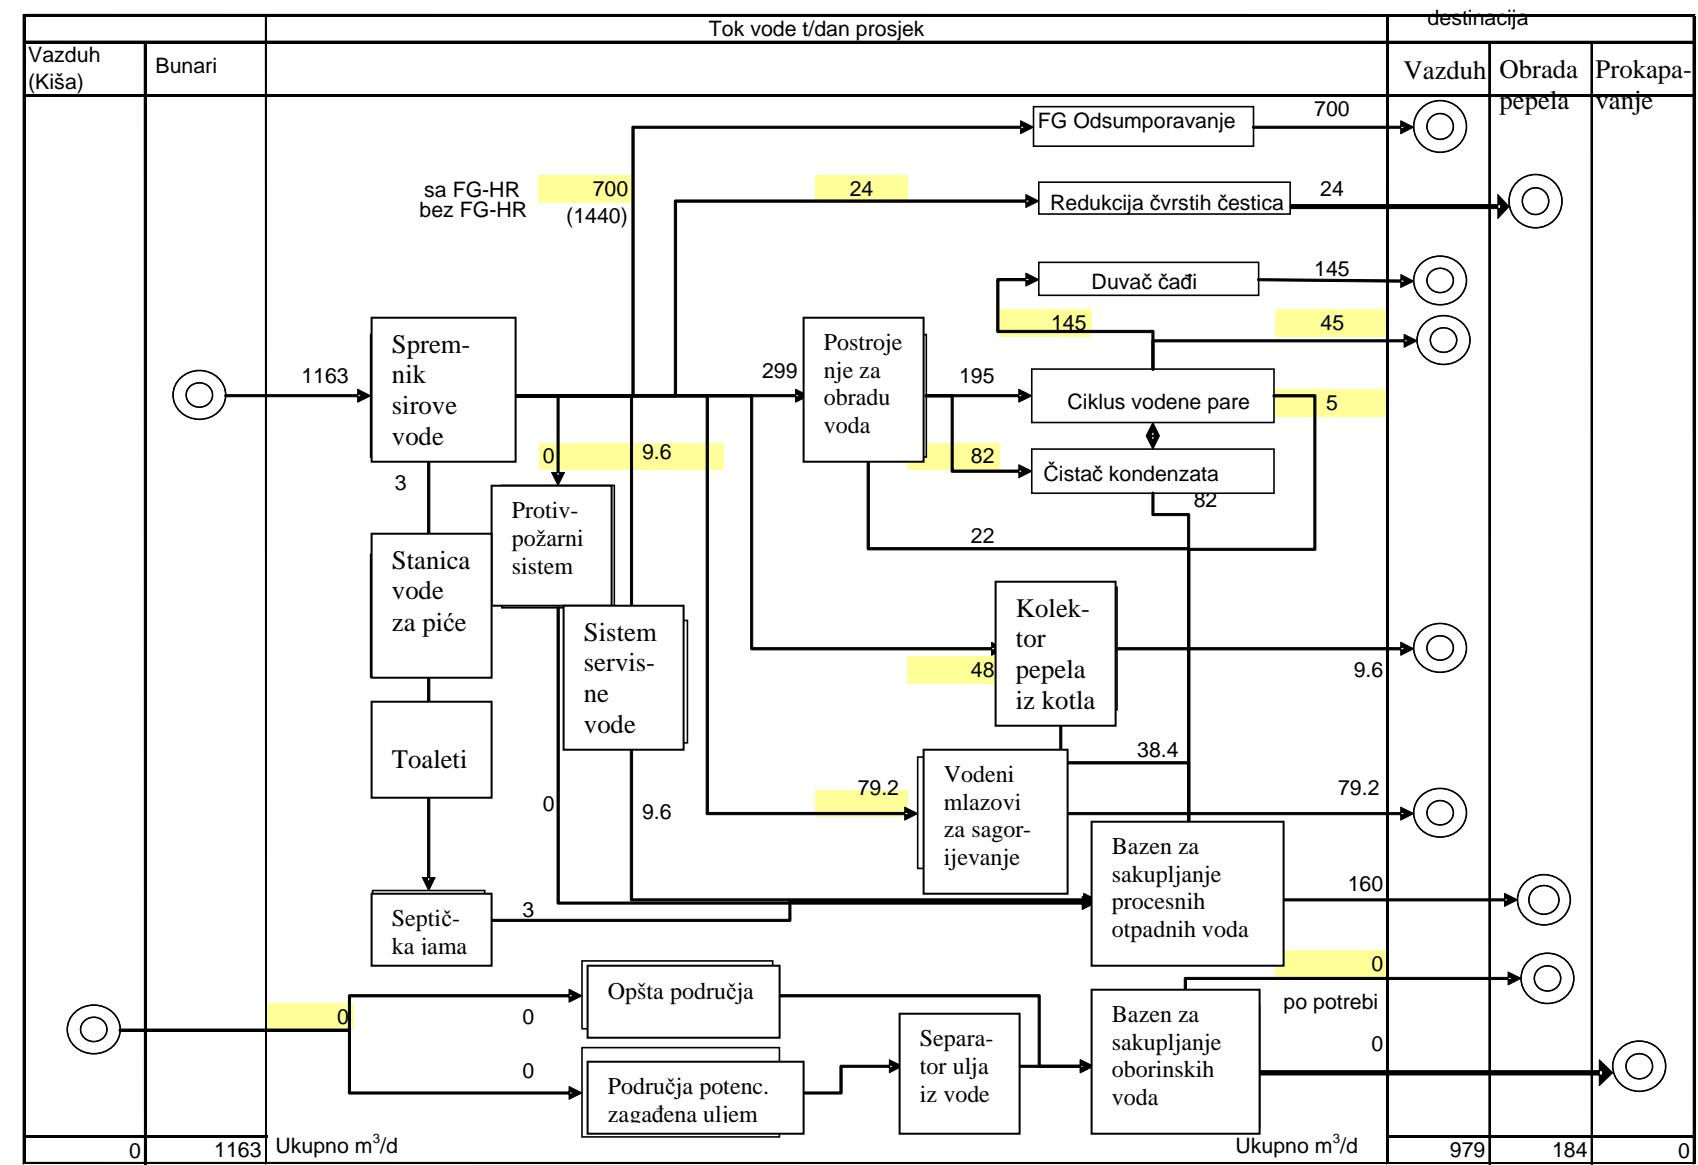 destinacija
Tok vode t/dan prosjek
Vazduh
(Kiša)
Bunari
Vazduh
Obrada
pepela
Prokapa-
vanje
FG Odsumporavanje
700
sa FG-HR
bez FG-HR
700
(1440)
24
Redukcija čvrstih čestica
24
Duvač čađi
145
145
45
1163
Sprem-
nik
sirove
vode
299
Postroje
nje za
obradu
voda
195
Ciklus vodene pare
5
0
9.6
82
Čistač kondenzata
82
3
Protiv-
požarni
sistem
22
Stanica
vode
za piće
Kolek-
tor
pepela
iz kotla
Sistem
servis-
ne
vode
48
9.6
Toaleti
38.4
0
9.6
79.2
Vodeni
mlazovi
za sagor-
ijevanje
79.2
Bazen za
sakupljanje
procesnih
otpadnih voda
160
Septič-
ka jama
3
0
po potrebi
Opšta područja
0
0
0
Područja potenc.
zagađena uljem
Separa-
tor ulja
iz vode
Bazen za
sakupljanje
oborinskih
voda
0
0
1163
Ukupno m³/d
Ukupno m³/d
979
184
0